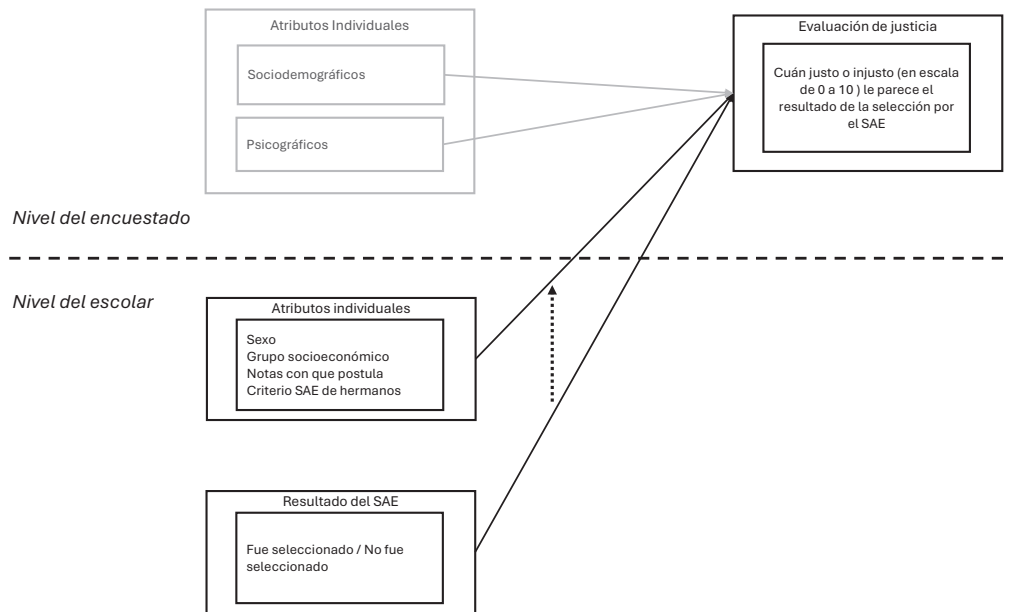 Atributos Individuales
Sociodemográficos
Psicográficos
Evaluación de justicia
Cuán justo o injusto (en escala
de 0 a 10 ) le parece el
resultado de la selección por
el SAE
Nivel del encuestado
Nivel del escolar
Atributos individuales
Sexo
Grupo socioeconómico
Notas con que postula
Criterio SAE de hermanos
Resultado del SAE
Fue seleccionado / No fue
seleccionado